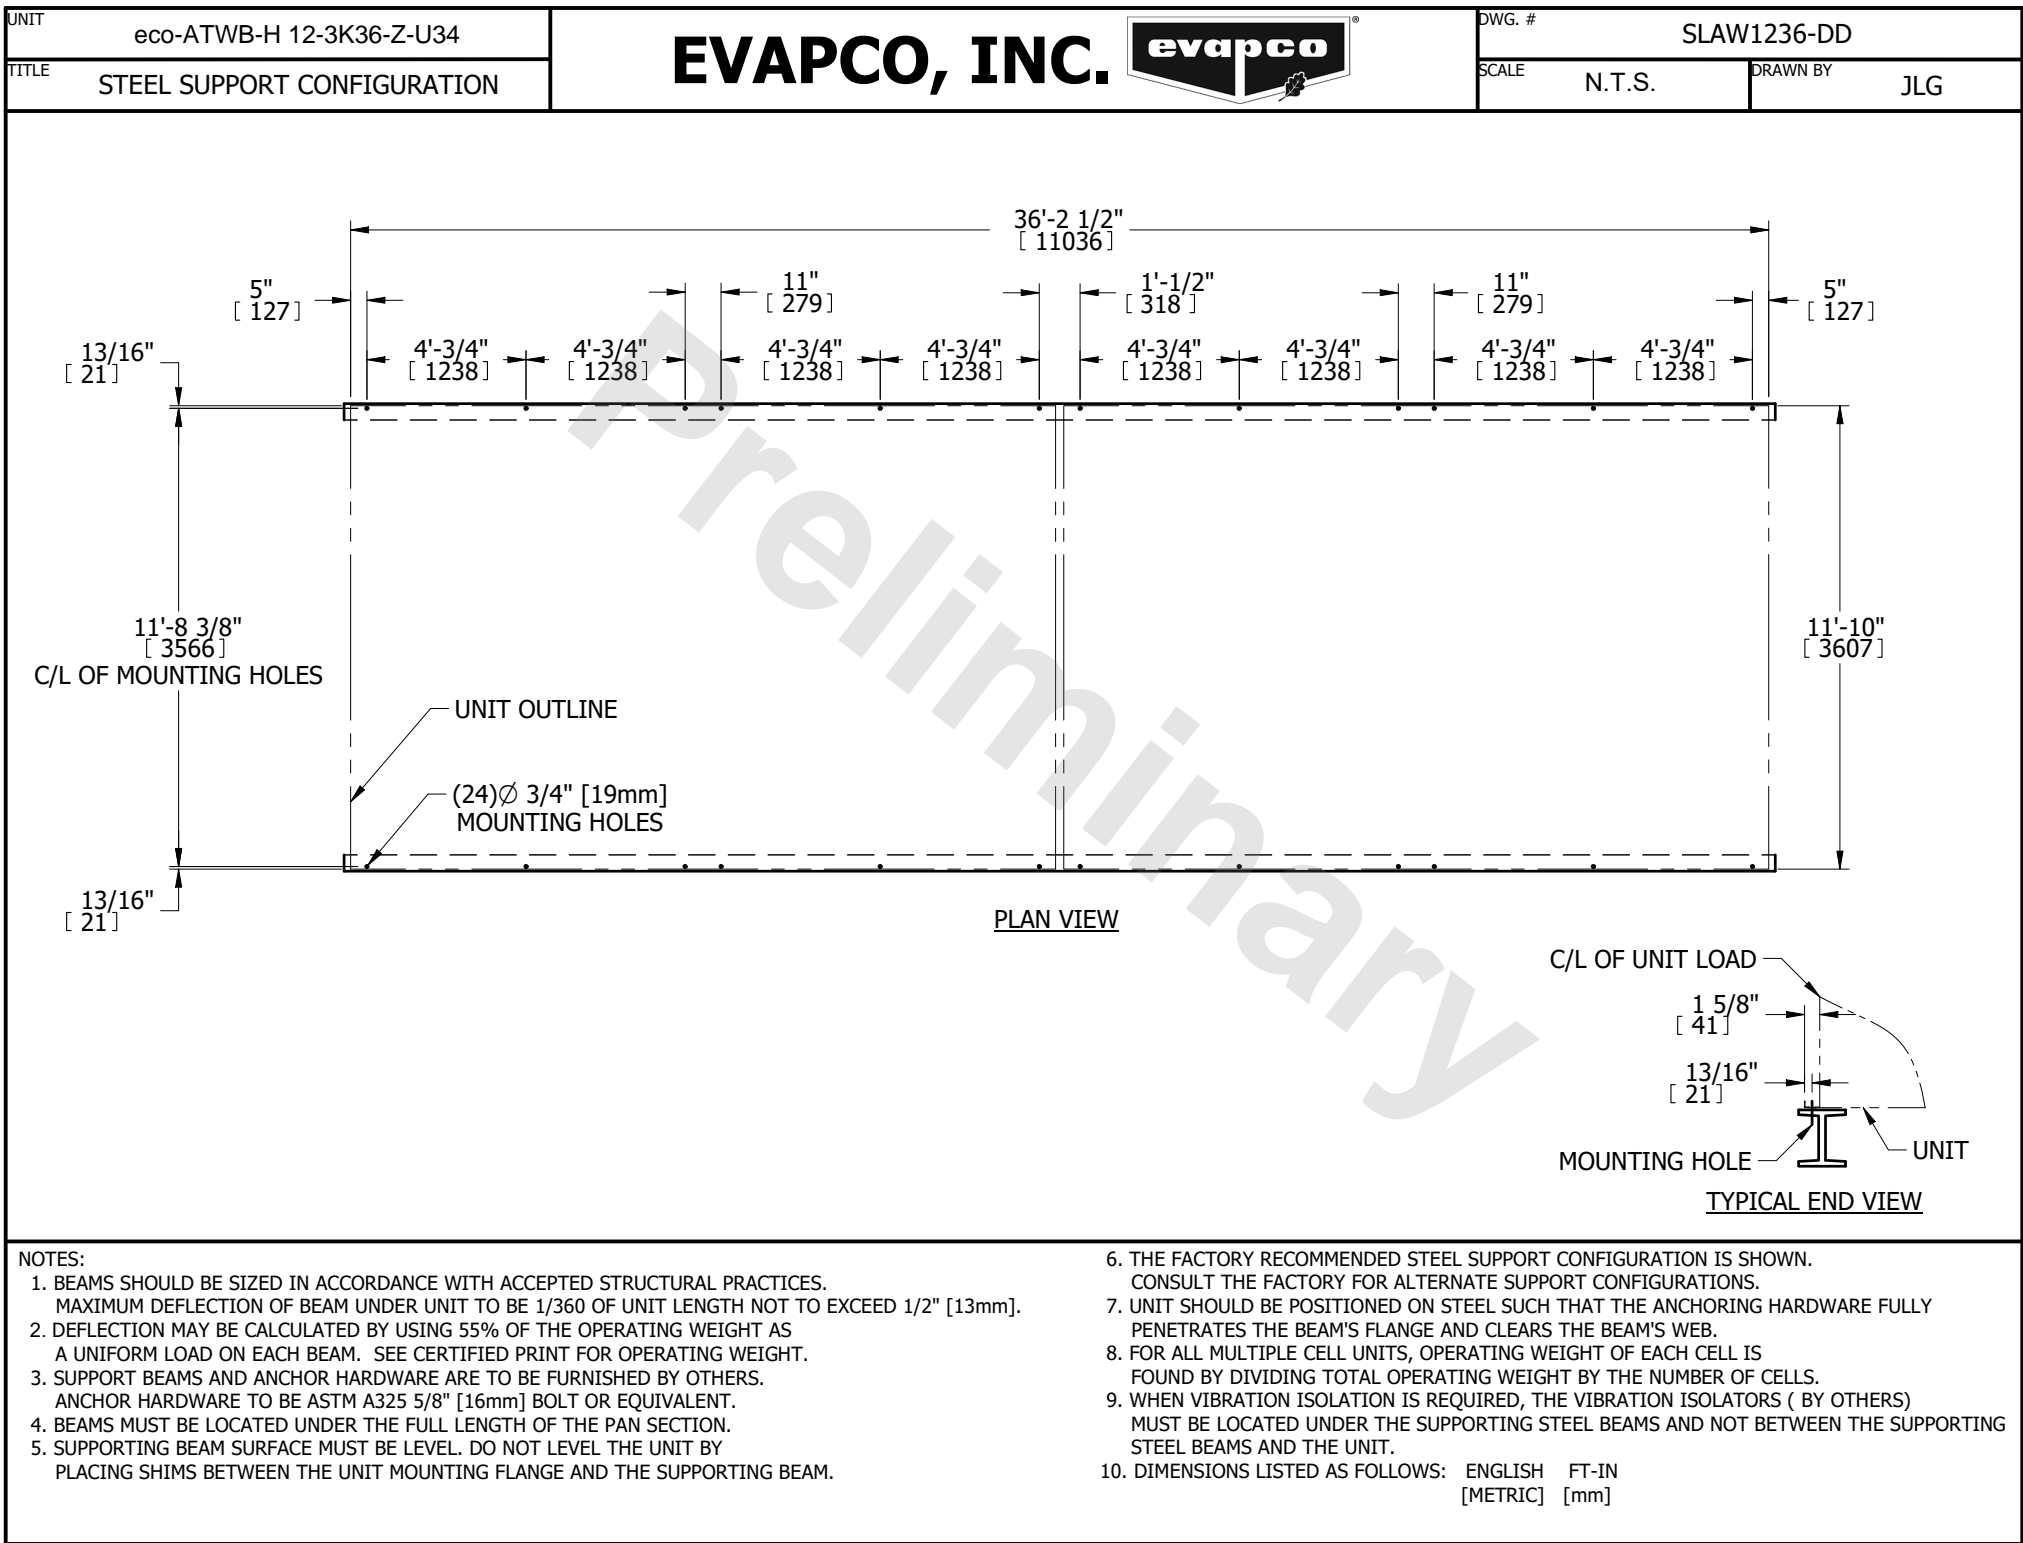 UNIT
eco-ATWB-H 12-3K36-Z-U34
TITLE
STEEL SUPPORT CONFIGURATION
EVAPCO, INC.
evapco
®
DWG. #
SLAW1236-DD
SCALE
N.T.S.
DRAWN BY
JLG
36'-2 1/2"
[ 11036]
5"
[ 127]
11"
[ 279]
1'-1/2"
[ 318 ]
11"
[ 279]
5"
[ 127]
13/16"
[ 21]
4'-3/4"
[ 1238]
4'-3/4"
[ 1238]
4'-3/4"
[ 1238]
4'-3/4"
[ 1238]
4'-3/4"
[ 1238]
4'-3/4"
[ 1238]
4'-3/4"
[ 1238]
4'-3/4"
[ 1238]
11'-8 3/8"
[ 3566]
C/L OF MOUNTING HOLES
11'-10"
[ 3607]
UNIT OUTLINE
(24)∅ 3/4" [19mm]
MOUNTING HOLES
13/16"
[ 21]
PLAN VIEW
Preliminary
C/L OF UNIT LOAD
1 5/8"
[ 41]
13/16"
[ 21]
MOUNTING HOLE
UNIT
TYPICAL END VIEW
NOTES:
1. BEAMS SHOULD BE SIZED IN ACCORDANCE WITH ACCEPTED STRUCTURAL PRACTICES.
MAXIMUM DEFLECTION OF BEAM UNDER UNIT TO BE 1/360 OF UNIT LENGTH NOT TO EXCEED 1/2" [13mm].
2. DEFLECTION MAY BE CALCULATED BY USING 55% OF THE OPERATING WEIGHT AS
A UNIFORM LOAD ON EACH BEAM. SEE CERTIFIED PRINT FOR OPERATING WEIGHT.
3. SUPPORT BEAMS AND ANCHOR HARDWARE ARE TO BE FURNISHED BY OTHERS.
ANCHOR HARDWARE TO BE ASTM A325 5/8" [16mm] BOLT OR EQUIVALENT.
4. BEAMS MUST BE LOCATED UNDER THE FULL LENGTH OF THE PAN SECTION.
5. SUPPORTING BEAM SURFACE MUST BE LEVEL. DO NOT LEVEL THE UNIT BY
PLACING SHIMS BETWEEN THE UNIT MOUNTING FLANGE AND THE SUPPORTING BEAM.
6. THE FACTORY RECOMMENDED STEEL SUPPORT CONFIGURATION IS SHOWN.
CONSULT THE FACTORY FOR ALTERNATE SUPPORT CONFIGURATIONS.
7. UNIT SHOULD BE POSITIONED ON STEEL SUCH THAT THE ANCHORING HARDWARE FULLY
PENETRATES THE BEAM'S FLANGE AND CLEARS THE BEAM'S WEB.
8. FOR ALL MULTIPLE CELL UNITS, OPERATING WEIGHT OF EACH CELL IS
FOUND BY DIVIDING TOTAL OPERATING WEIGHT BY THE NUMBER OF CELLS.
9. WHEN VIBRATION ISOLATION IS REQUIRED, THE VIBRATION ISOLATORS ( BY OTHERS)
MUST BE LOCATED UNDER THE SUPPORTING STEEL BEAMS AND NOT BETWEEN THE SUPPORTING
STEEL BEAMS AND THE UNIT.
10. DIMENSIONS LISTED AS FOLLOWS: ENGLISH FT-IN
[METRIC] [mm]